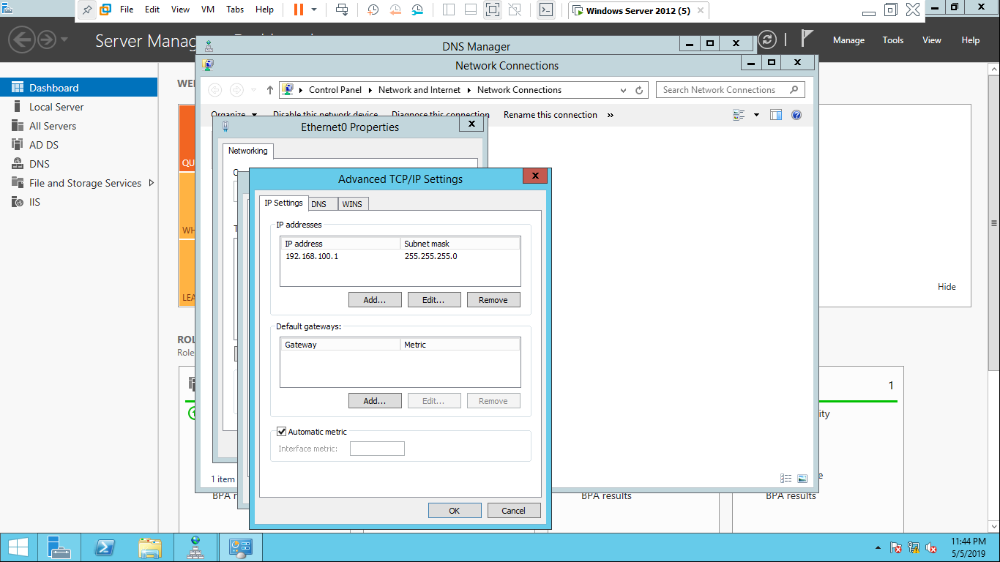 File Edit View VM Tabs Help
Windows Server 2012 (5)
Server Manag
Manage Tools View Help
DNS Manager
Network Connections
Control Panel Network and Internet Network Connections
Search Network Connections
Organize Disable this network device Diagnose this connection Rename this connection »
Dashboard
Local Server
All Servers
AD DS
DNS
File and Storage Services
IIS
WEL
QU
WH
LEA
Hide
ROL
Role
Ethernet0 Properties
Networking
Advanced TCP/IP Settings
IP Settings DNS WINS
IP addresses
IP address Subnet mask
192.168.100.1 255.255.255.0
Add... Edit... Remove
Default gateways:
Gateway Metric
Add... Edit... Remove
Automatic metric
Interface metric:
OK Cancel
1
ity
1 item
e
BPA r
BPA results
BPA results
11:44 PM
5/5/2019